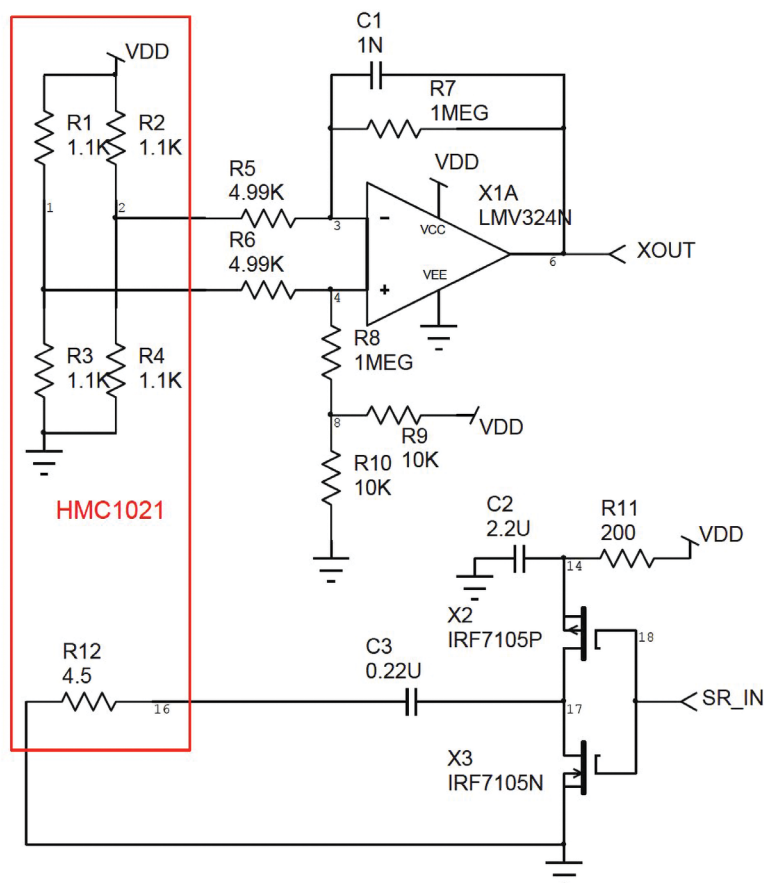 C1
1N
VDD
R7
1MEG
R1
1.1K
R2
1.1K
VDD
R5
4.99K
X1A
LMV324N
1
2
3
-
VCC
R6
4.99K
XOUT
6
VEE
4
+
R3
1.1K
R4
1.1K
R8
1MEG
8
VDD
R9
10K
R10
10K
HMC1021
C2
2.2U
R11
200
VDD
14
X2
IRF7105P
18
R12
4.5
C3
0.22U
16
17
SR_IN
X3
IRF7105N